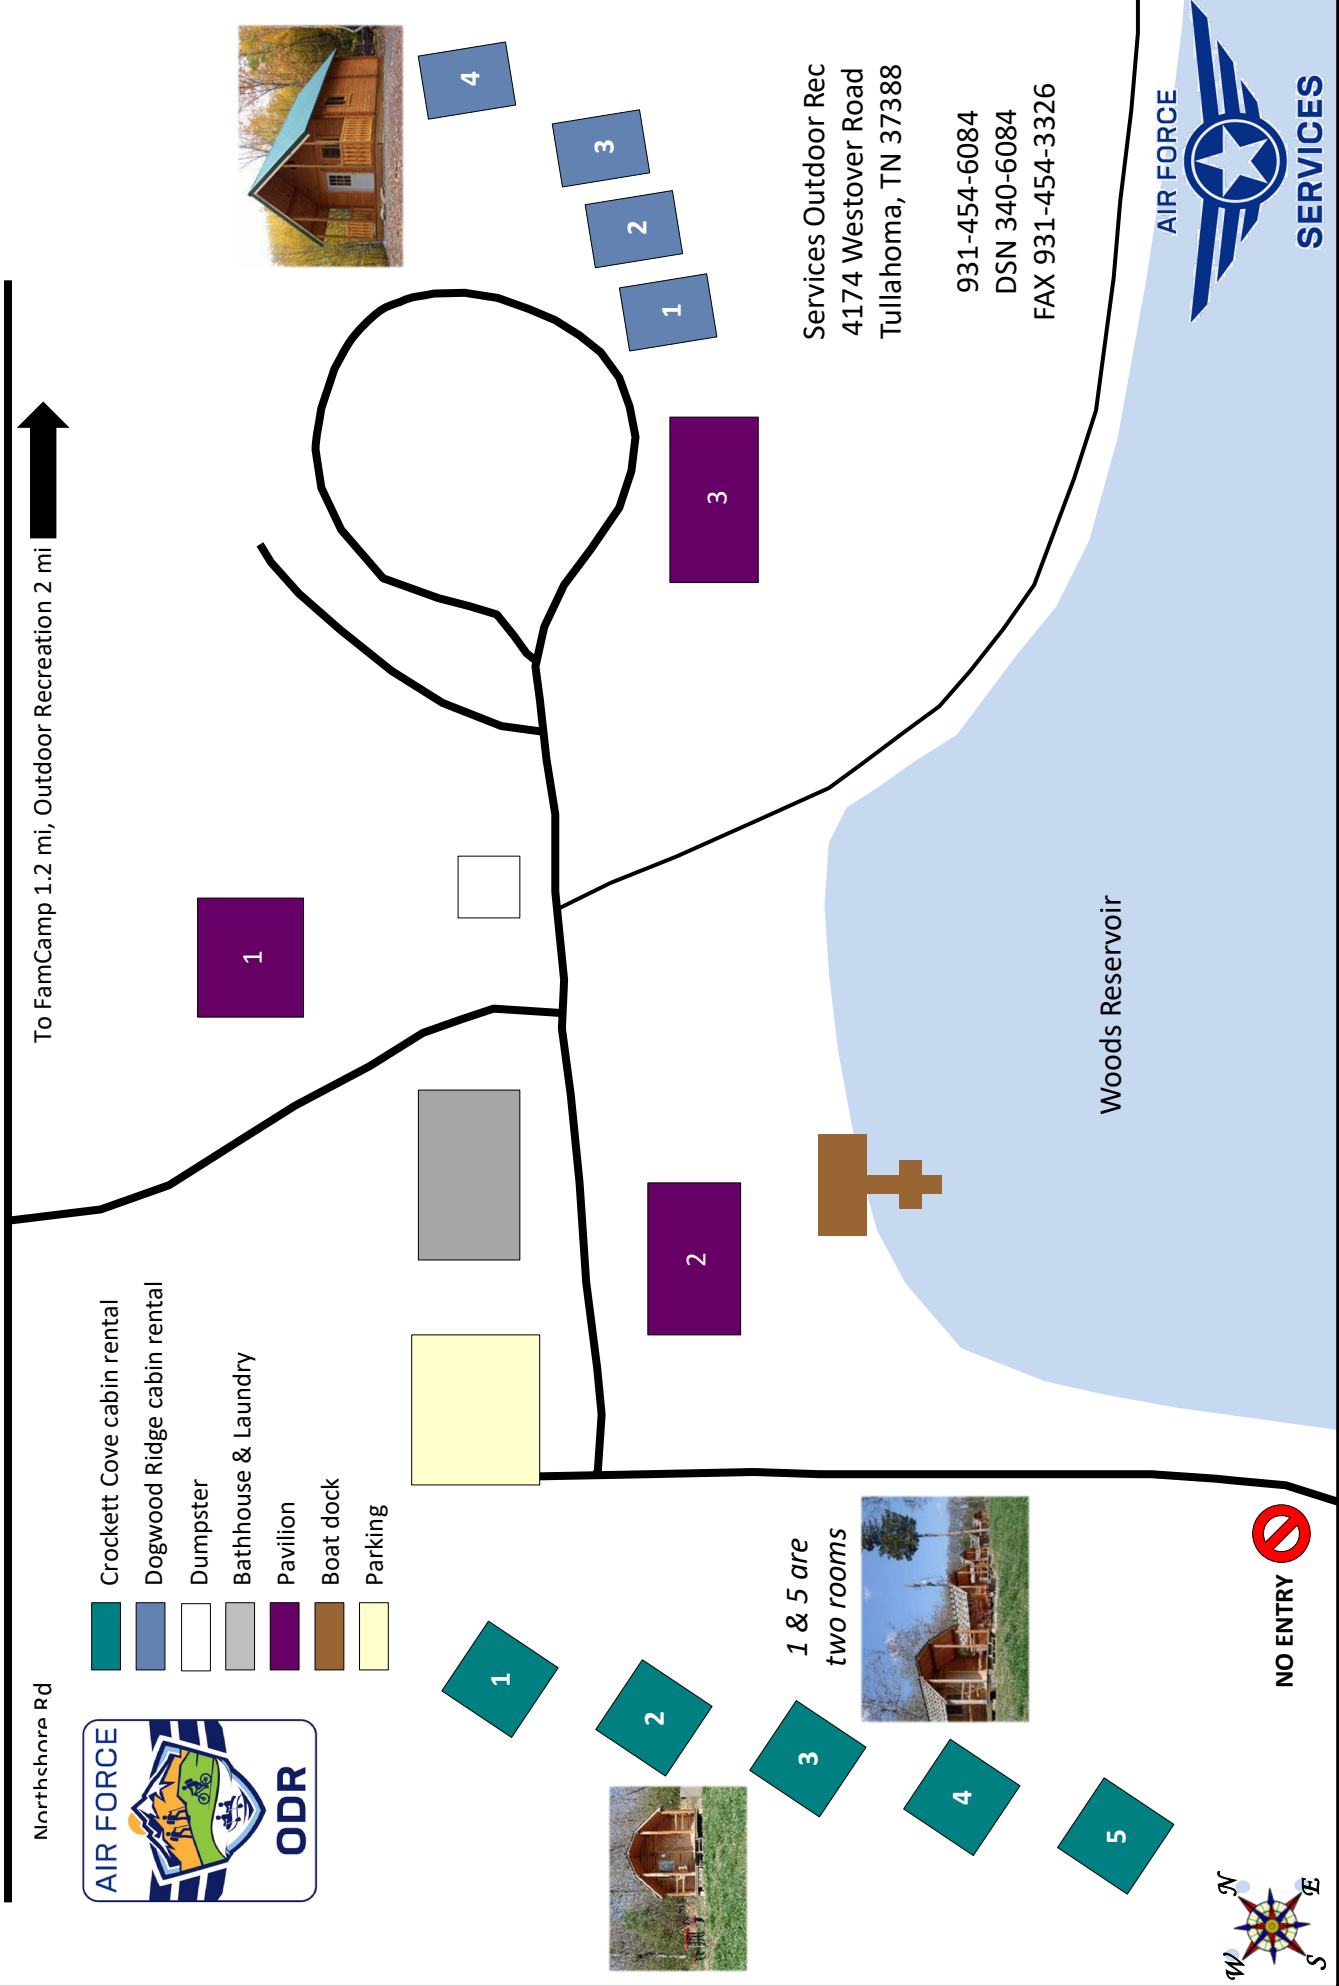 Northshore Rd
To FamCamp 1.2 mi, Outdoor Recreation 2 mi
AIR FORCE
ODR
Crockett Cove cabin rental
Dogwood Ridge cabin rental
Dumpster
Bathhouse & Laundry
Pavilion
Boat dock
Parking
1
4
3
2
1
1
2
3
4
5
2
3
1 & 5 are
two rooms
Services Outdoor Rec
4174 Westover Road
Tullahoma, TN 37388
931-454-6084
DSN 340-6084
FAX 931-454-3326
Woods Reservoir
NO ENTRY
W
N
S
E
AIR FORCE
SERVICES